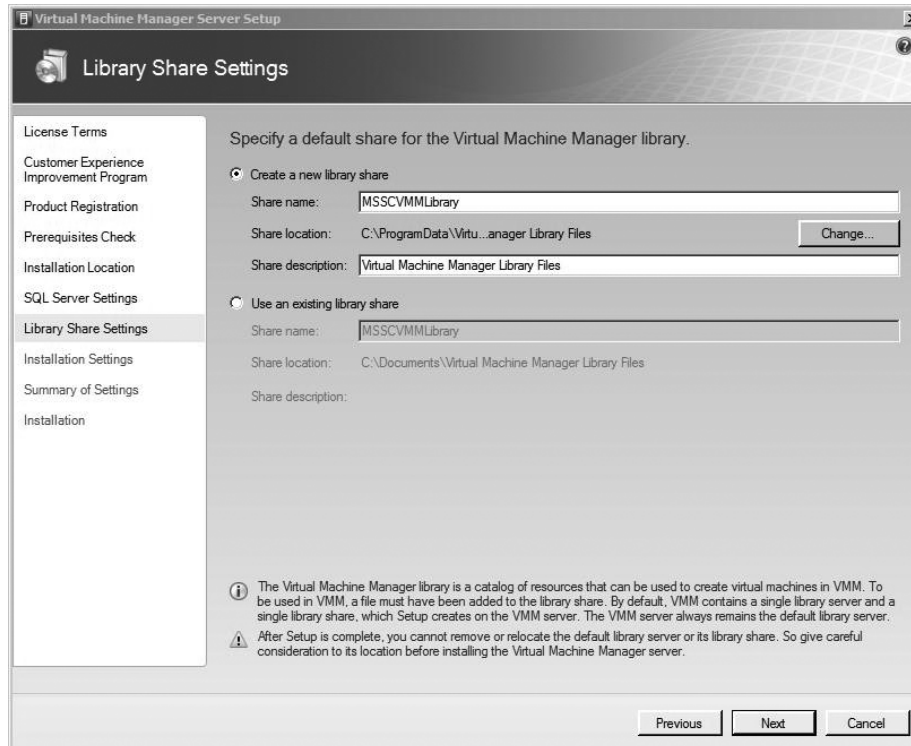 Virtual Machine Manager Server Setup
Library Share Settings
License Terms
Customer Experience
Improvement Program
Product Registration
Prerequisites Check
Installation Location
SQL Server Settings
Library Share Settings
Installation Settings
Summary of Settings
Installation
Specify a default share for the Virtual Machine Manager library.
Create a new library share
Share name: MSSCVMMLibrary
Share location: C:\ProgramData\Virtu...anager Library Files Change...
Share description: Virtual Machine Manager Library Files
Use an existing library share
Share name: MSSCVMMLibrary
Share location: C:\Documents\Virtual Machine Manager Library Files
Share description:
The Virtual Machine Manager library is a catalog of resources that can be used to create virtual machines in VMM. To
be used in VMM, a file must have been added to the library share. By default, VMM contains a single library server and a
single library share, which Setup creates on the VMM server. The VMM server always remains the default library server.
After Setup is complete, you cannot remove or relocate the default library server or its library share. So give careful
consideration to its location before installing the Virtual Machine Manager server.
Previous Next Cancel